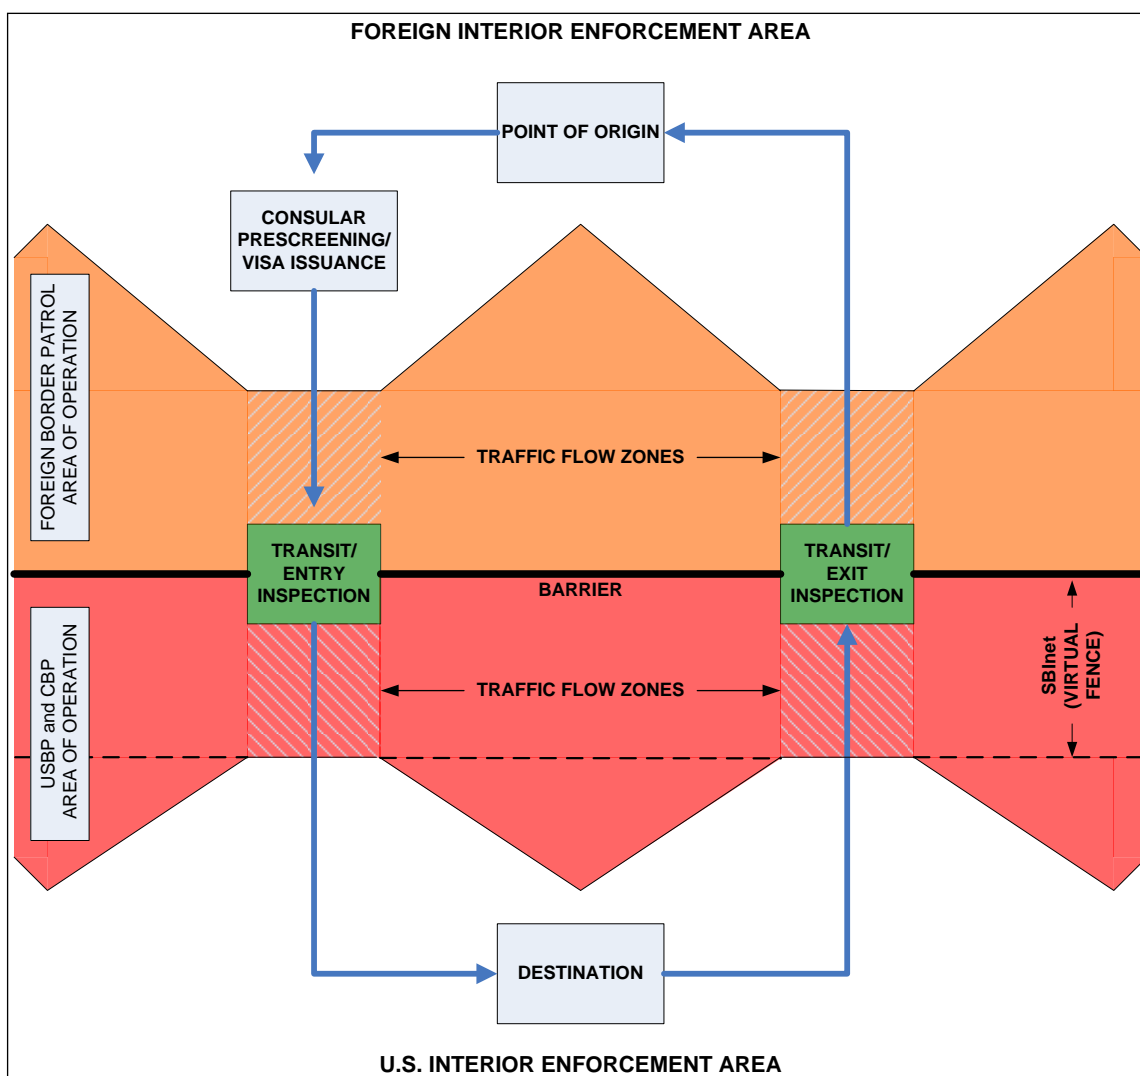 FOREIGN INTERIOR ENFORCEMENT AREA
POINT OF ORIGIN
CONSULAR
PRESCREENING/
VISA ISSUANCE
FOREIGN BORDER PATROL
AREA OF OPERATION
TRAFFIC FLOW ZONES
TRANSIT/
ENTRY
INSPECTION
TRANSIT/
EXIT
INSPECTION
BARRIER
USBP and CBP
AREA OF OPERATION
TRAFFIC FLOW ZONES
SBInet
(VIRTUAL
FENCE)
DESTINATION
U.S. INTERIOR ENFORCEMENT AREA